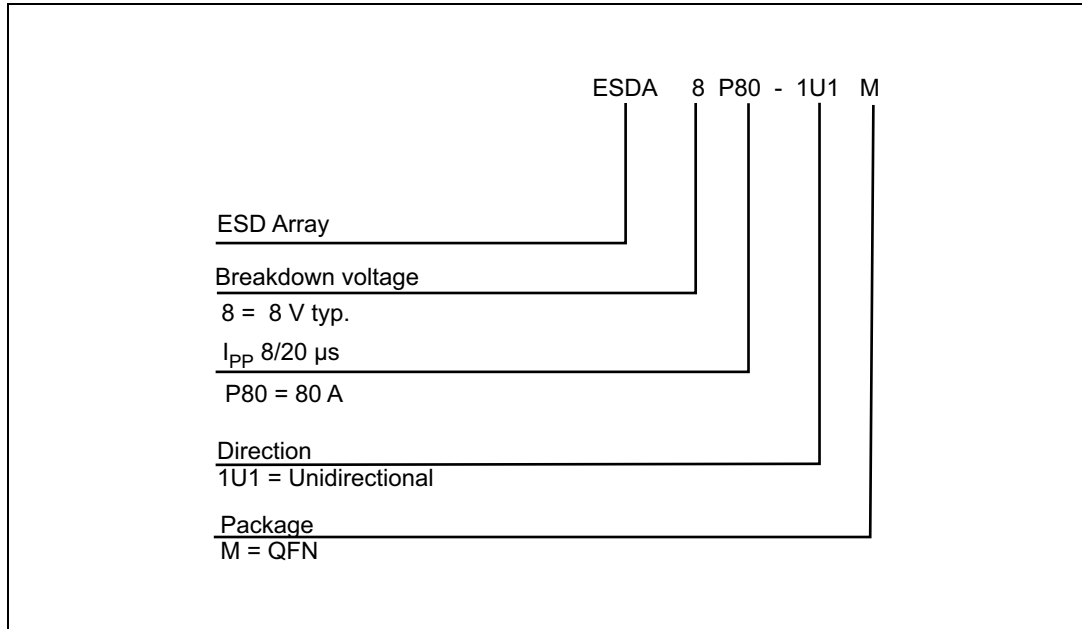 ESDA 8 P80 - 1U1 M
ESD Array
Breakdown voltage
8 = 8 V typ.
IPP 8/20 µs
P80 = 80 A
Direction
1U1 = Unidirectional
Package
M = QFN